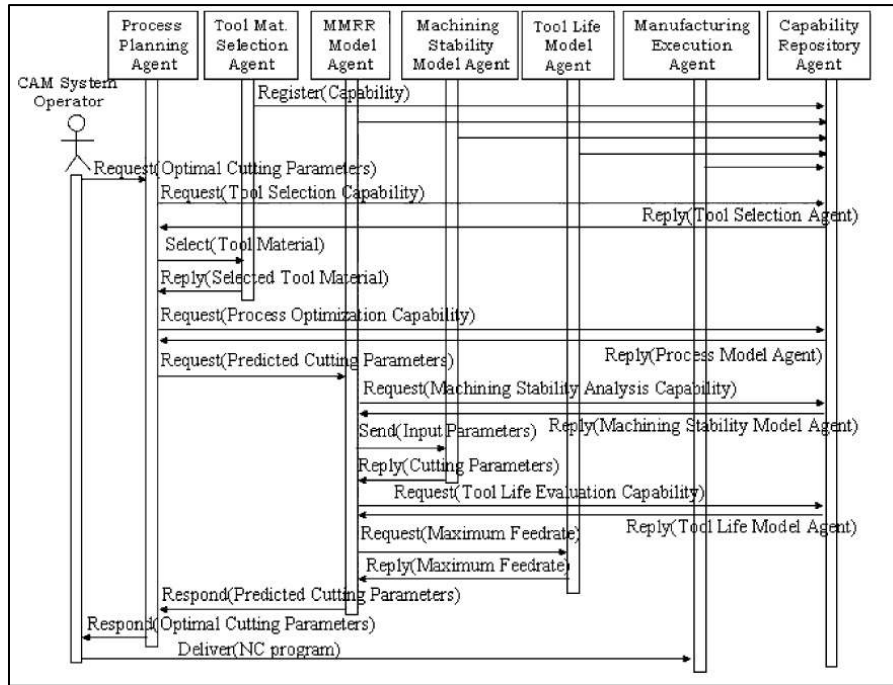 Process
Planning
Agent
Tool Mat.
Selection
Agent
MMRR
Model
Agent
Machining
Stability
Model Agent
Tool Life
Model
Agent
Manufacturing
Execution
Agent
Capability
Repository
Agent
CAM System
Operator
Register(Capability)
Request(Optimal Cutting Parameters)
Request(Tool Selection Capability)
Reply(Tool Selection Agent)
Select(Tool Material)
Reply(Selected Tool Material)
Request(Process Optimization Capability)
Reply(Process Model Agent)
Request(Predicted Cutting Parameters)
Request(Machining Stability Analysis Capability)
Reply(Machining Stability Model Agent)
Send(Input Parameters)
Reply(Cutting Parameters)
Request(Tool Life Evaluation Capability)
Reply(Tool Life Model Agent)
Request(Maximum Feedrate)
Reply(Maximum Feedrate)
Respond(Predicted Cutting Parameters)
Respond(Optimal Cutting Parameters)
Deliver(NC program)